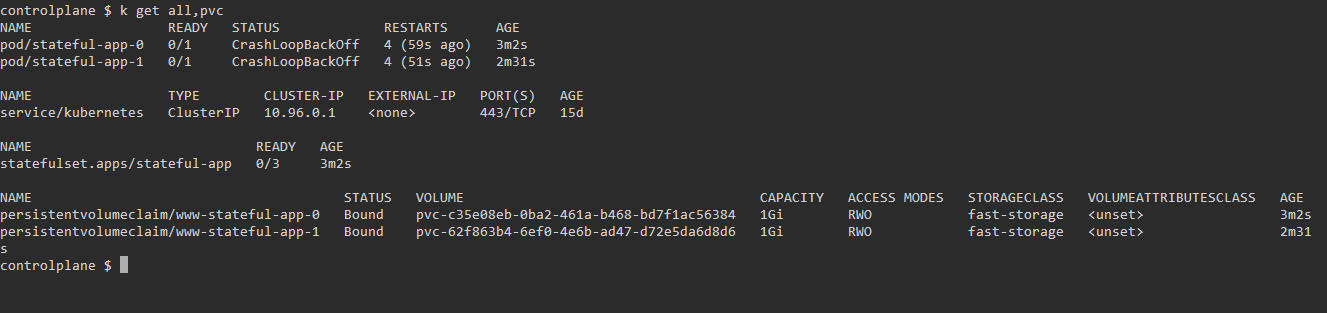 controlplane $ k get all,pvc
NAME                 READY   STATUS             RESTARTS      AGE
pod/stateful-app-0   0/1     CrashLoopBackOff   4 (59s ago)   3m2s
pod/stateful-app-1   0/1     CrashLoopBackOff   4 (51s ago)   2m31s

NAME                 TYPE        CLUSTER-IP   EXTERNAL-IP   PORT(S)   AGE
service/kubernetes   ClusterIP   10.96.0.1    <none>        443/TCP   15d

NAME                            READY   AGE
statefulset.apps/stateful-app   0/3     3m2s

NAME                                       STATUS   VOLUME                                     CAPACITY   ACCESS MODES   STORAGECLASS   VOLUMEATTRIBUTESCLASS   AGE
persistentvolumeclaim/www-stateful-app-0   Bound    pvc-c35e08eb-0ba2-461a-b468-bd7f1ac56384   1Gi        RWO            fast-storage   <unset>                 3m2s
persistentvolumeclaim/www-stateful-app-1   Bound    pvc-62f863b4-6ef0-4e6b-ad47-d72e5da6d8d6   1Gi        RWO            fast-storage   <unset>                 2m31
s
controlplane $